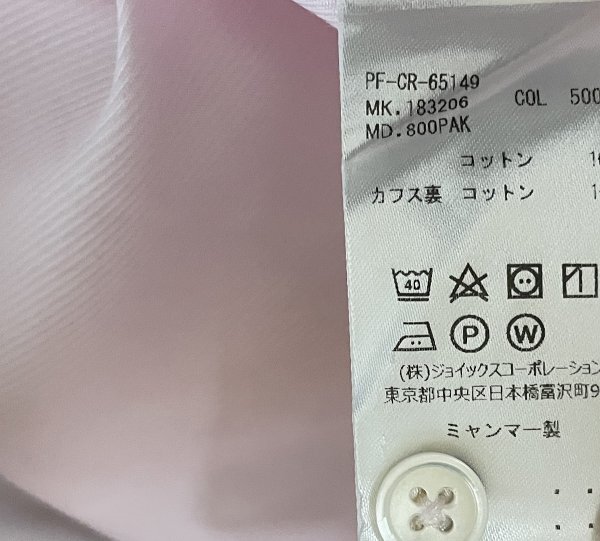 PF-CR-65149
MK.183206 COL 500
MD.800PAK
コットン
カフス裏 コットン
40
P W
(株)ジョイックスコーポレーション
東京都中央区日本橋富沢町9
ミャンマー製